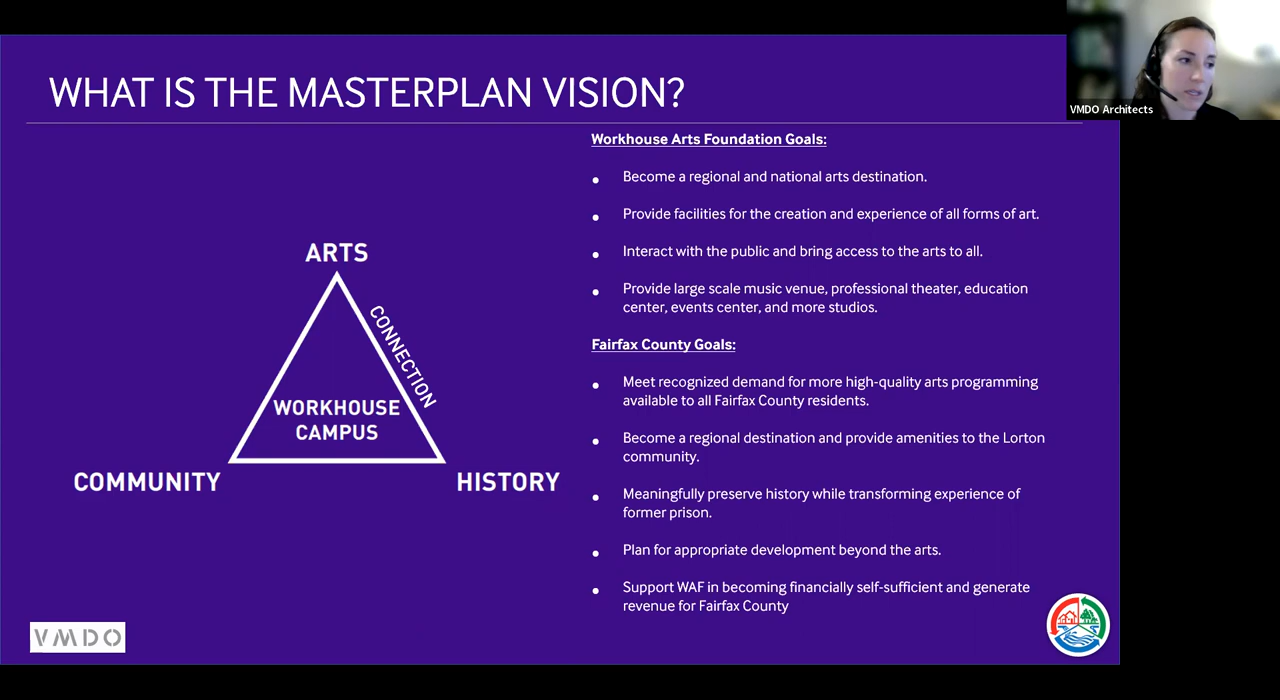 WHAT IS THE MASTERPLAN VISION?
VMDO Architects
ARTS
CONNECTION
WORKHOUSE
CAMPUS
COMMUNITY
HISTORY
Workhouse Arts Foundation Goals:
• Become a regional and national arts destination.
• Provide facilities for the creation and experience of all forms of art.
• Interact with the public and bring access to the arts to all.
• Provide large scale music venue, professional theater, education
center, events center, and more studios.
Fairfax County Goals:
• Meet recognized demand for more high-quality arts programming
available to all Fairfax County residents.
• Become a regional destination and provide amenities to the Lorton
community.
• Meaningfully preserve history while transforming experience of
former prison.
• Plan for appropriate development beyond the arts.
• Support WAF in becoming financially self-sufficient and generate
revenue for Fairfax County
VMDO